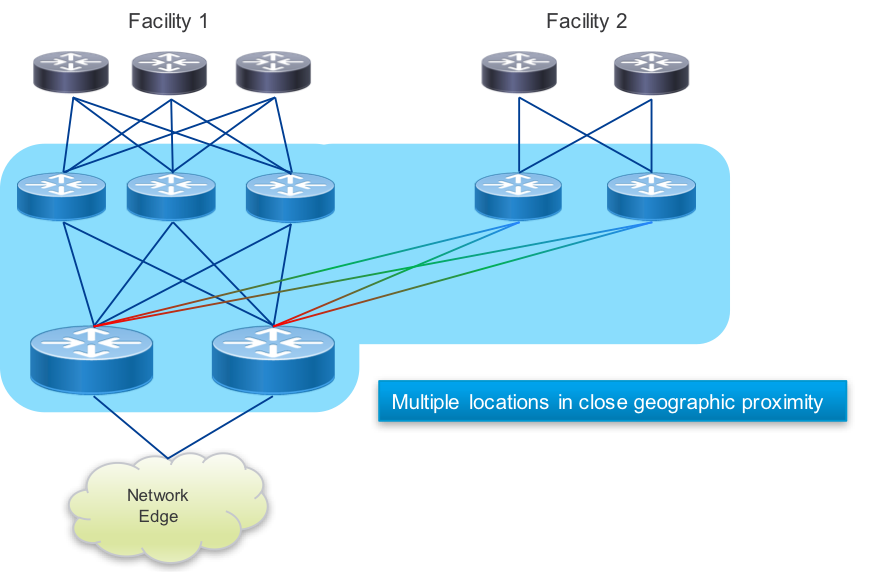 Facility 1
Facility 2
Multiple locations in close geographic proximity
Network
Edge